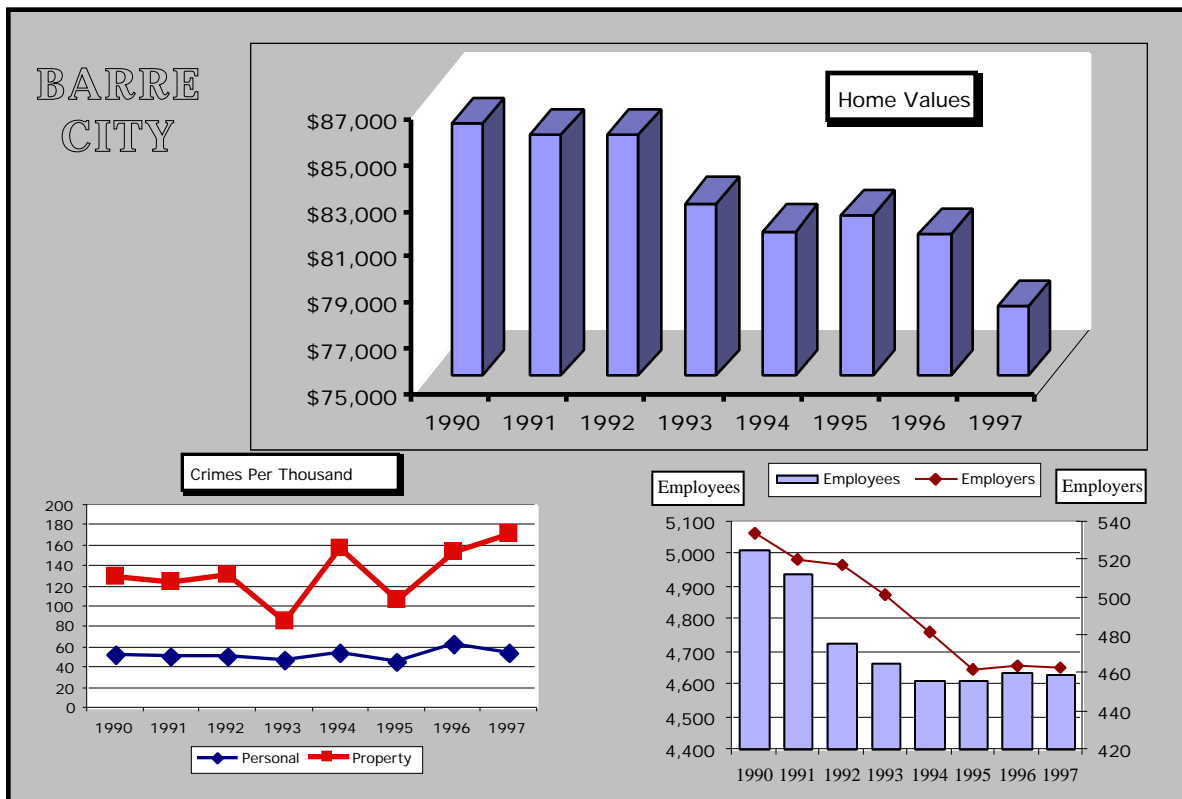 BARRE
CITY
Home Values
$87,000
$85,000
$83,000
$81,000
$79,000
$77,000
$75,000
1990 1991 1992 1993 1994 1995 1996 1997
Crimes Per Thousand
200
180
160
140
120
100
80
60
40
20
0
1990 1991 1992 1993 1994 1995 1996 1997
Personal Property
Employees Employees Employers Employers
5,100 540
5,000 520
4,900 500
4,800 480
4,700 460
4,600 440
4,500 420
4,400
1990 1991 1992 1993 1994 1995 1996 1997